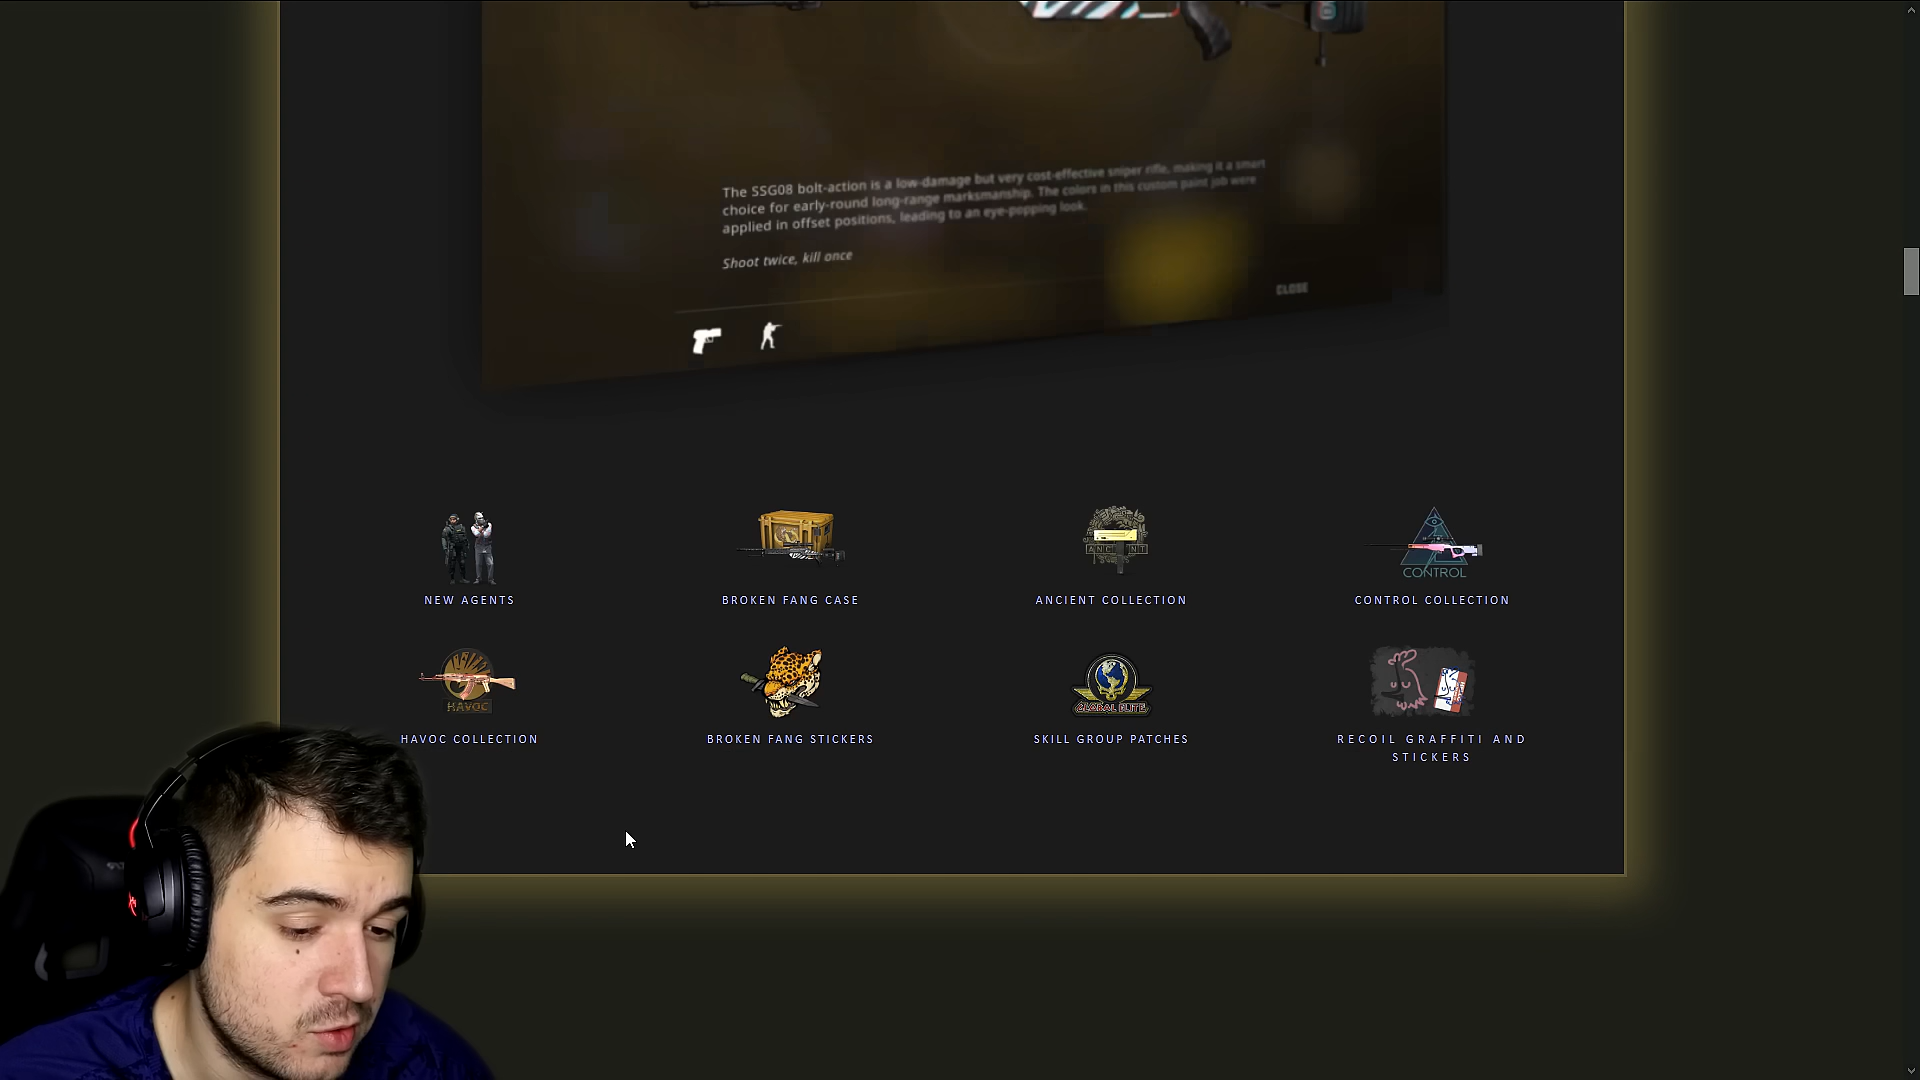 The SSG08 bolt-action is a low-damage but very cost-effective sniper rifle, making it a smart
choice for early-round long-range marksmanship. The colors in this custom paint job were
applied in offset positions, leading to an eye-popping look.
Shoot twice, kill once
CLOSE
ANCIENT
CONTROL
NEW AGENTS
BROKEN FANG CASE
ANCIENT COLLECTION
CONTROL COLLECTION
HAVOC
GLOBAL ELITE
HAVOC COLLECTION
BROKEN FANG STICKERS
SKILL GROUP PATCHES
RECOIL GRAFFITI AND
STICKERS